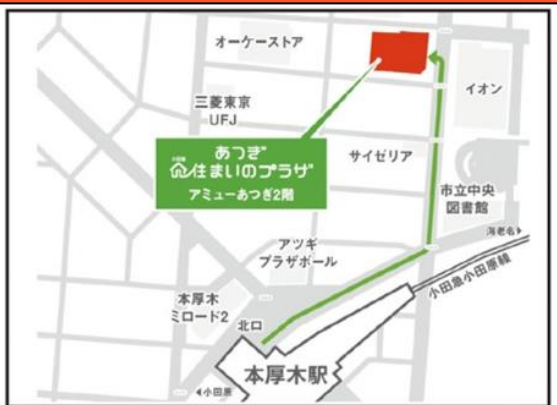 オーケーストア
イオン
三菱東京
UFJ
あつぎ
住まいのプラザ
アミューあつぎ2階
サイゼリア
市立中央
図書館
海老名▶
アツギ
プラザボール
小田急小田原線
本厚木
ミロード2
北口
本厚木駅
◀小田原